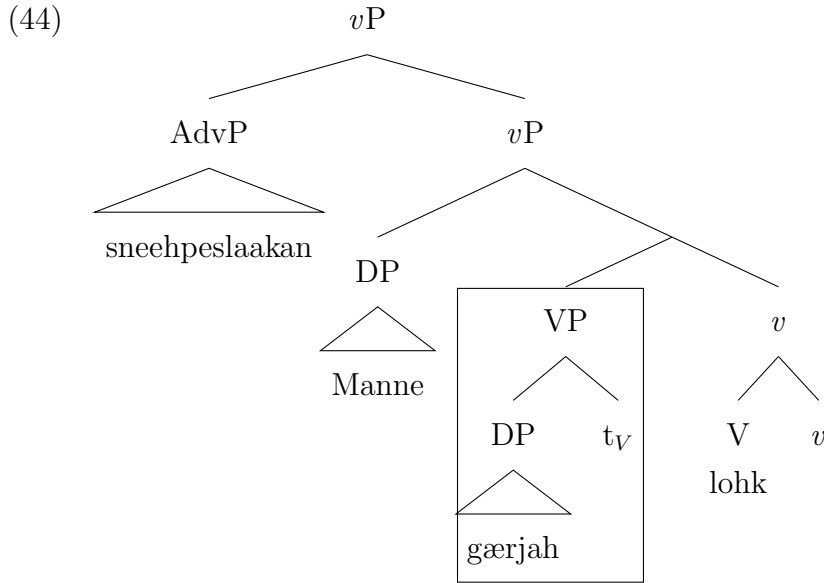 (44) vP
AdvP vP
sneehpeslaakan
DP
VP v
Manne
DP t_V V v
lohk
gærjah